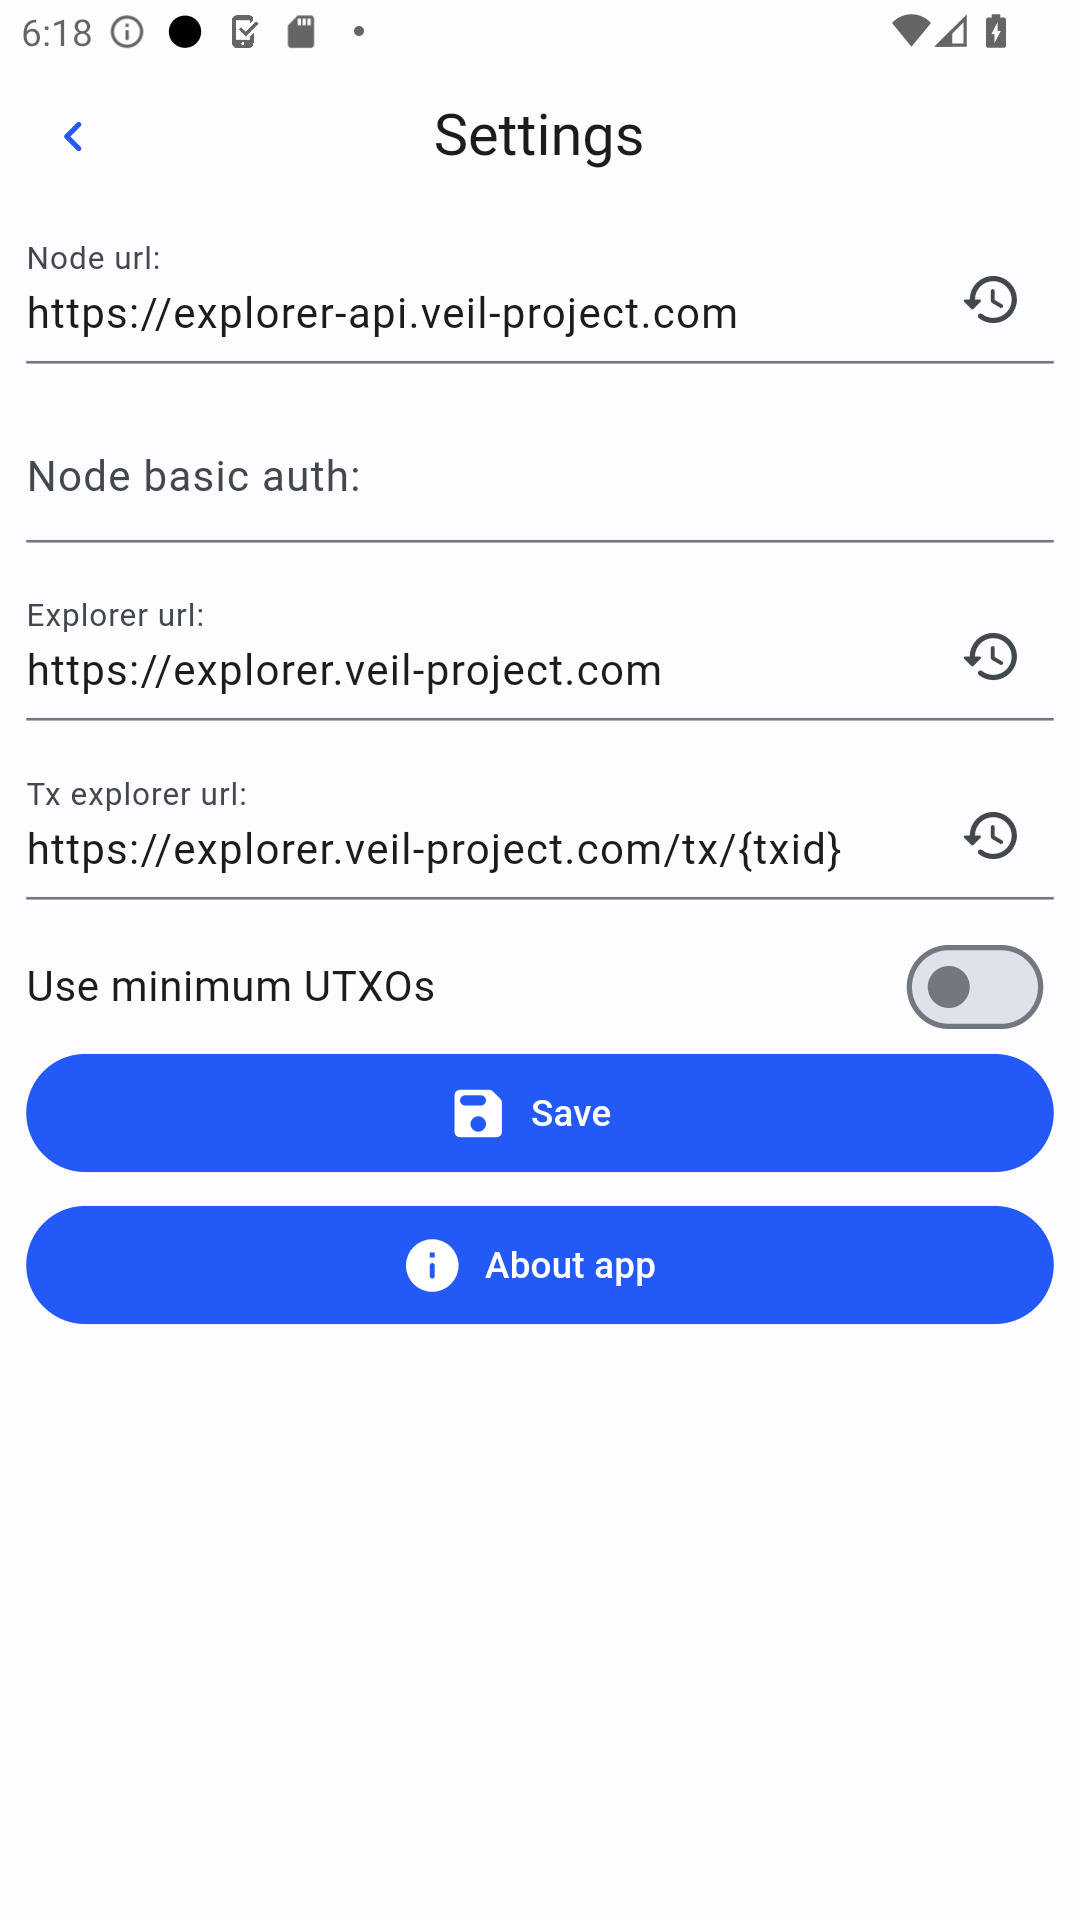 6:18
Settings
Node url:
https://explorer-api.veil-project.com
Node basic auth:
Explorer url:
https://explorer.veil-project.com
Tx explorer url:
https://explorer.veil-project.com/tx/{txid}
Use minimum UTXOs
Save
About app